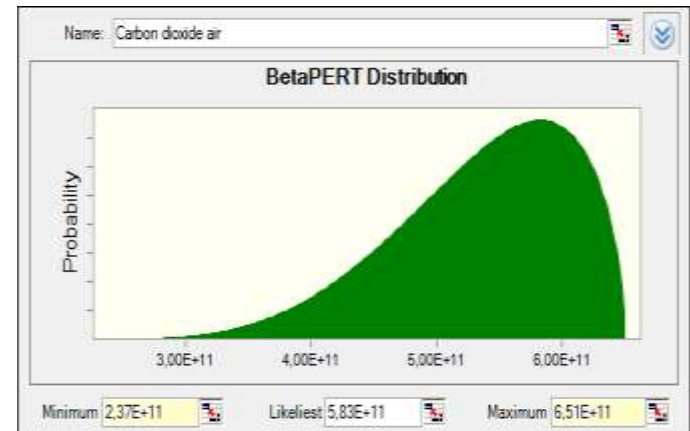 Name: Carbon dioxide air
BetaPERT Distribution
Probability
3,00E+11 4,00E+11 5,00E+11 6,00E+11
Minimum 2,37E+11 Likeliest 5,83E+11 Maximum 6,51E+11